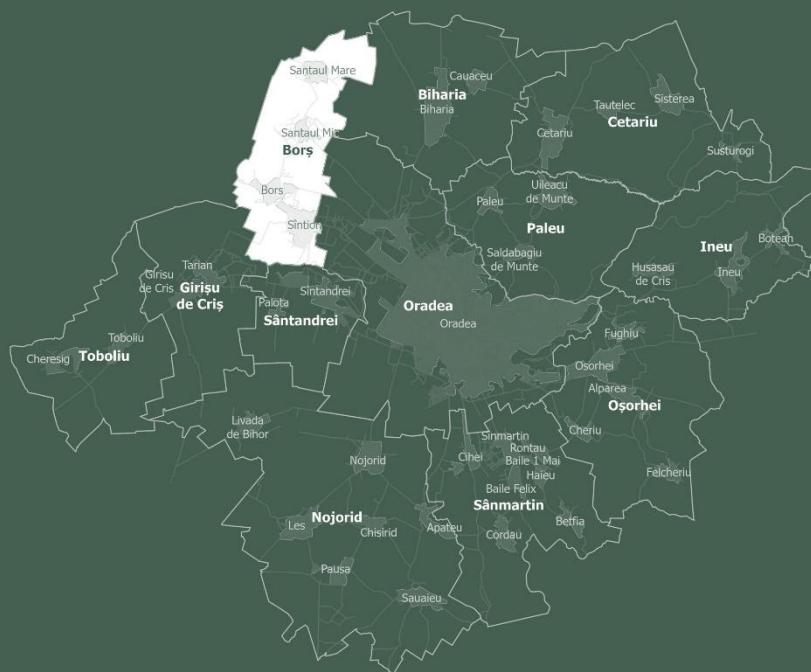 Santaul Mare
Santaul Mic
Borș
Bors
Sîntion
Biharia
Biharia
Cauaceu
Cetariu
Cetariu
Tautelec
Sisterea
Susturogi
Paleu
Uileacu
de Munte
Paleu
Saldabagiu
de Munte
Ineu
Botean
Husasau
de Cris
Ineu
Tarian
Girisu
de Cris
Girișu
de Criș
Sintandrei
Palota
Sântandrei
Oradea
Oradea
Toboliu
Cheresig
Toboliu
Fughiu
Osorhei
Alparea
Oșorhei
Cheriu
Felcheriu
Livada
de Bihor
Nojorid
Nojorid
Les
Chisirid
Pausa
Sauaieu
Apateu
Sinmartin
Cihei
Rontau
Baile 1 Mai
Haieu
Baile Felix
Sânmartin
Cordau
Betfia